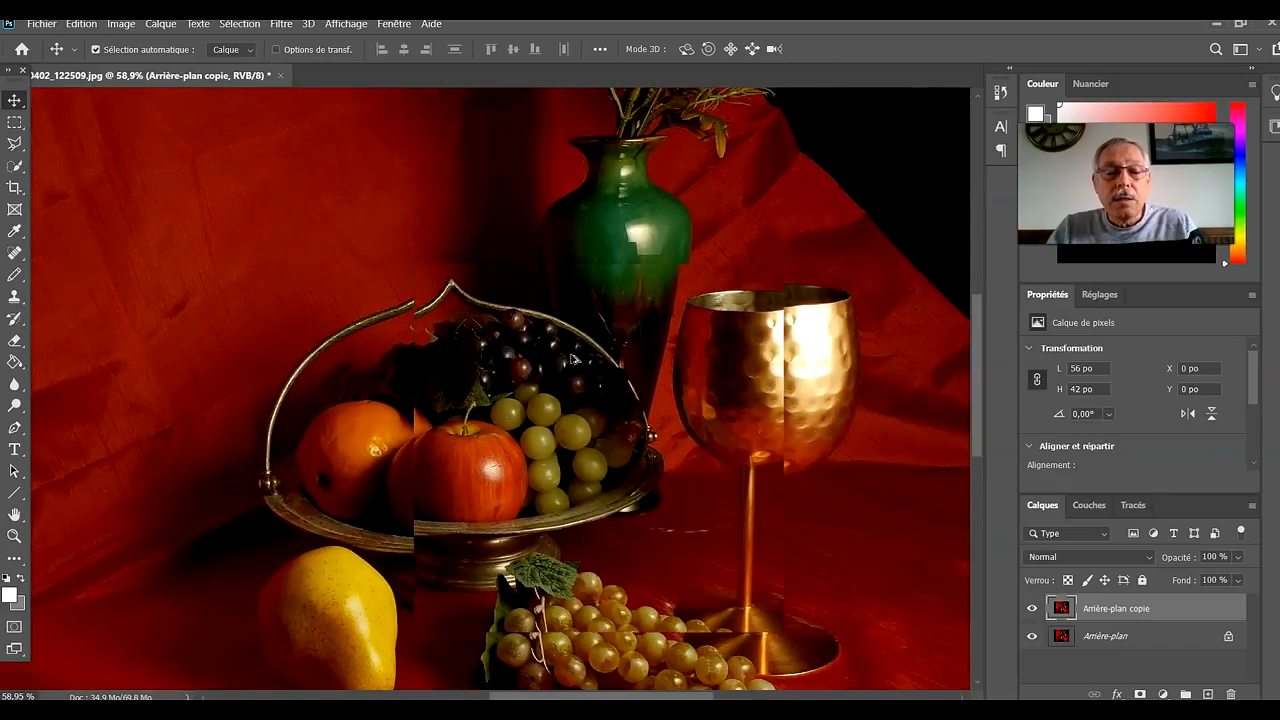 Ps Fichier Edition Image Calque Texte Sélection Filtre 3D Affichage Fenêtre Aide
Sélection automatique : Calque Options de transf. Mode 3D :
0402_122509.jpg @ 58,9% (Arrière-plan copie, RVB/8) *
Couleur Nuancier
Propriétés Réglages
Calque de pixels
Transformation
L 56 po X 0 po
H 42 po Y 0 po
0,00°
Aligner et répartir
Alignement :
Calques Couches Tracés
Type
Normal Opacité : 100 %
Verrou : Fond : 100 %
Arrière-plan copie
Arrière-plan
58,95 % Doc : 34,9 Mo/69,8 Mo